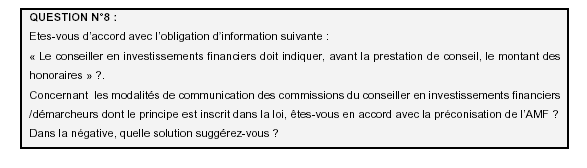 QUESTION N°8 :
Etes-vous d'accord avec l'obligation d'information suivante :
« Le conseiller en investissements financiers doit indiquer, avant la prestation de conseil, le montant des
honoraires » ?.
Concernant les modalités de communication des commissions du conseiller en investissements financiers
/démarcheurs dont le principe est inscrit dans la loi, êtes-vous en accord avec la préconisation de l'AMF ?
Dans la négative, quelle solution suggérez-vous ?